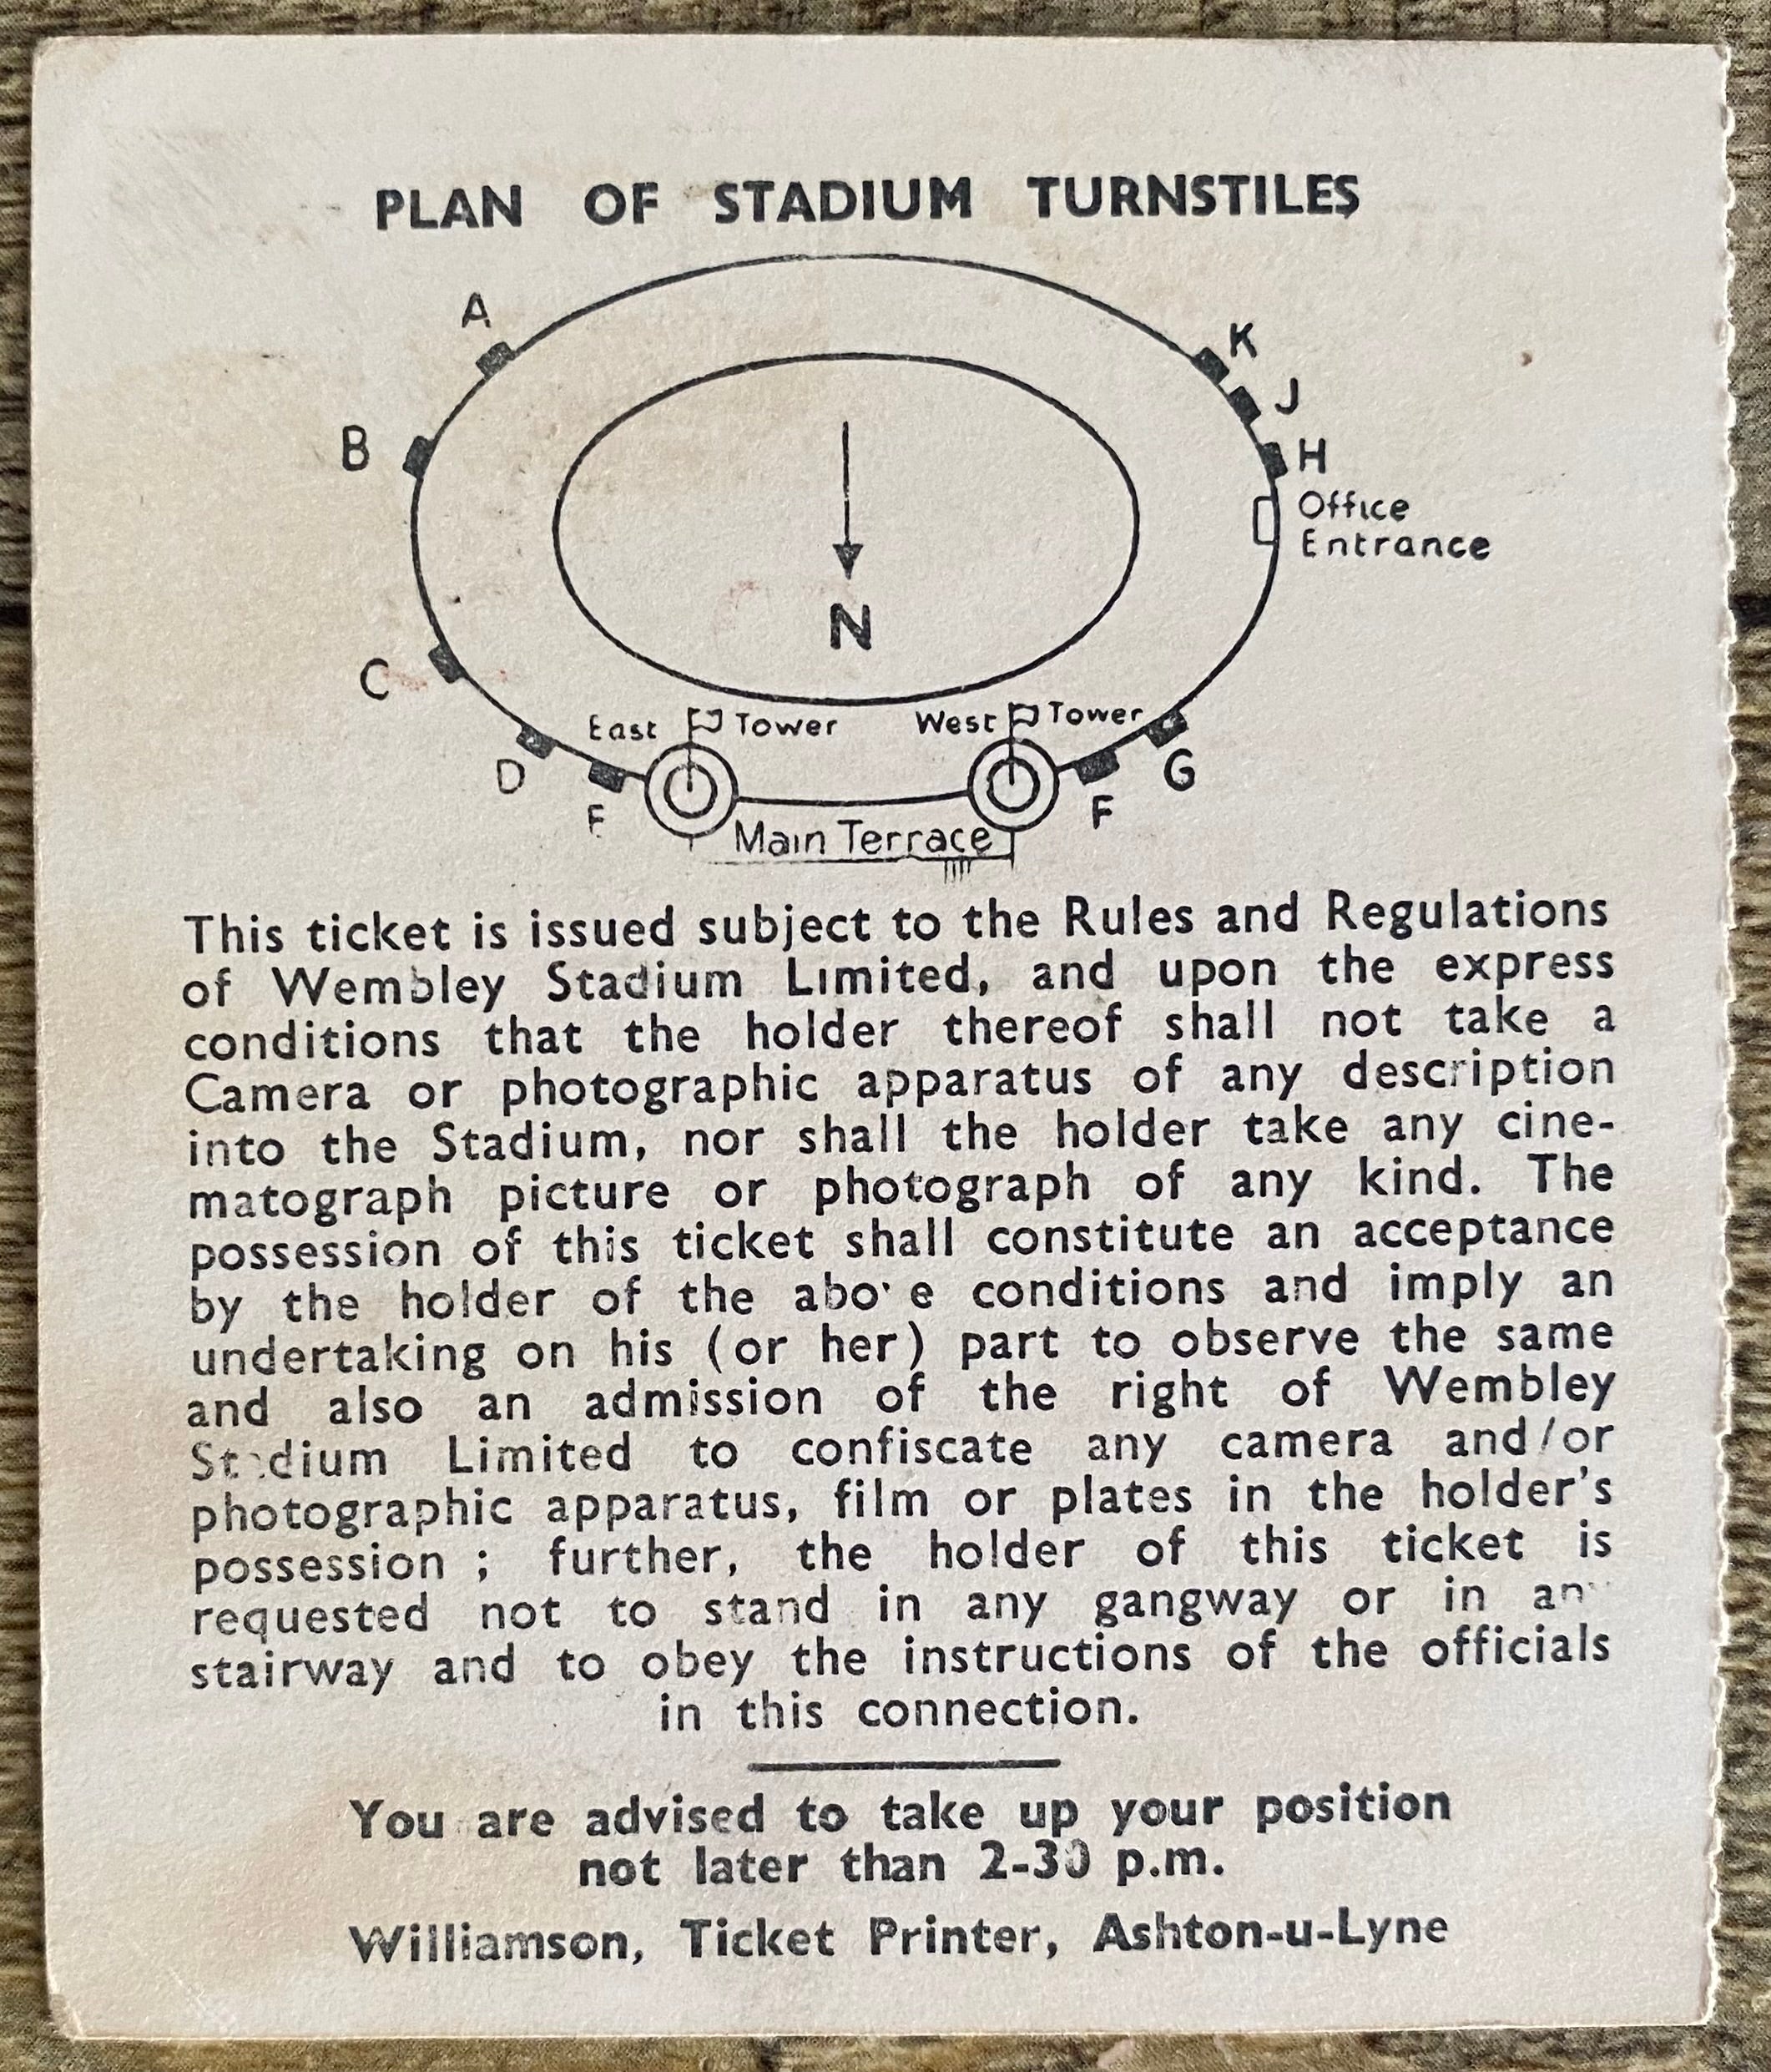 PLAN OF STADIUM TURNSTILES
A
K
J
B
H
Office
Entrance
N
C
East Tower
West Tower
D
G
E
F
Main Terrace
This ticket is issued subject to the Rules and Regulations
of Wembley Stadium Limited, and upon the express
conditions that the holder thereof shall not take a
Camera or photographic apparatus of any description
into the Stadium, nor shall the holder take any cine-
matograph picture or photograph of any kind. The
possession of this ticket shall constitute an acceptance
by the holder of the above conditions and imply an
undertaking on his (or her) part to observe the same
and also an admission of the right of Wembley
Stadium Limited to confiscate any camera and/or
photographic apparatus, film or plates in the holder's
possession ; further, the holder of this ticket is
requested not to stand in any gangway or in any
stairway and to obey the instructions of the officials
in this connection.
You are advised to take up your position
not later than 2-30 p.m.
Williamson, Ticket Printer, Ashton-u-Lyne